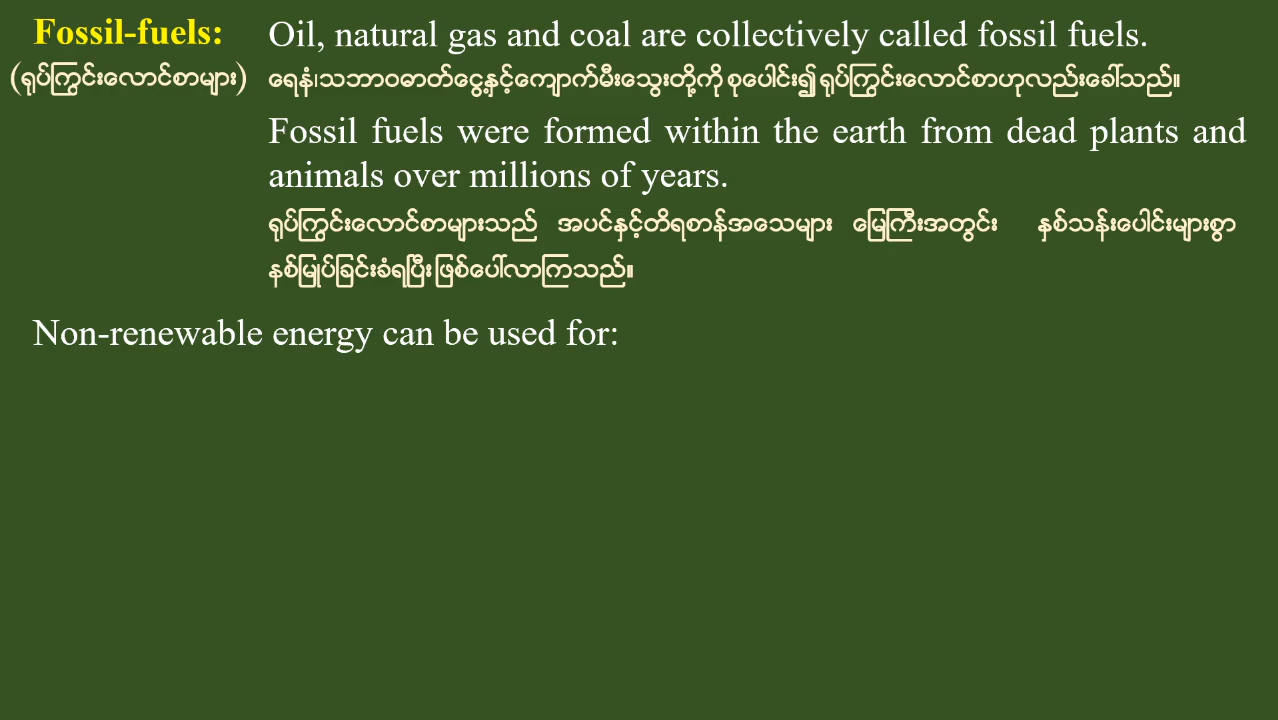 Fossil-fuels: Oil, natural gas and coal are collectively called fossil fuels.
(ရုပ်ကြွင်းလောင်စာများ) ရေနံ၊သဘာဝဓာတ်ငွေ့နှင့်ကျောက်မီးသွေးတို့ကို စုပေါင်း၍ ရုပ်ကြွင်းလောင်စာဟုလည်းခေါ်သည်။
Fossil fuels were formed within the earth from dead plants and
animals over millions of years.
ရုပ်ကြွင်းလောင်စာများသည် အပင်နှင့်တိရစာန်အသေများ မြေကြီးအတွင်း နှစ်သန်းပေါင်းများစွာ
နစ်မြုပ်ခြင်းခံရပြီး ဖြစ်ပေါ်လာကြသည်။
Non-renewable energy can be used for: